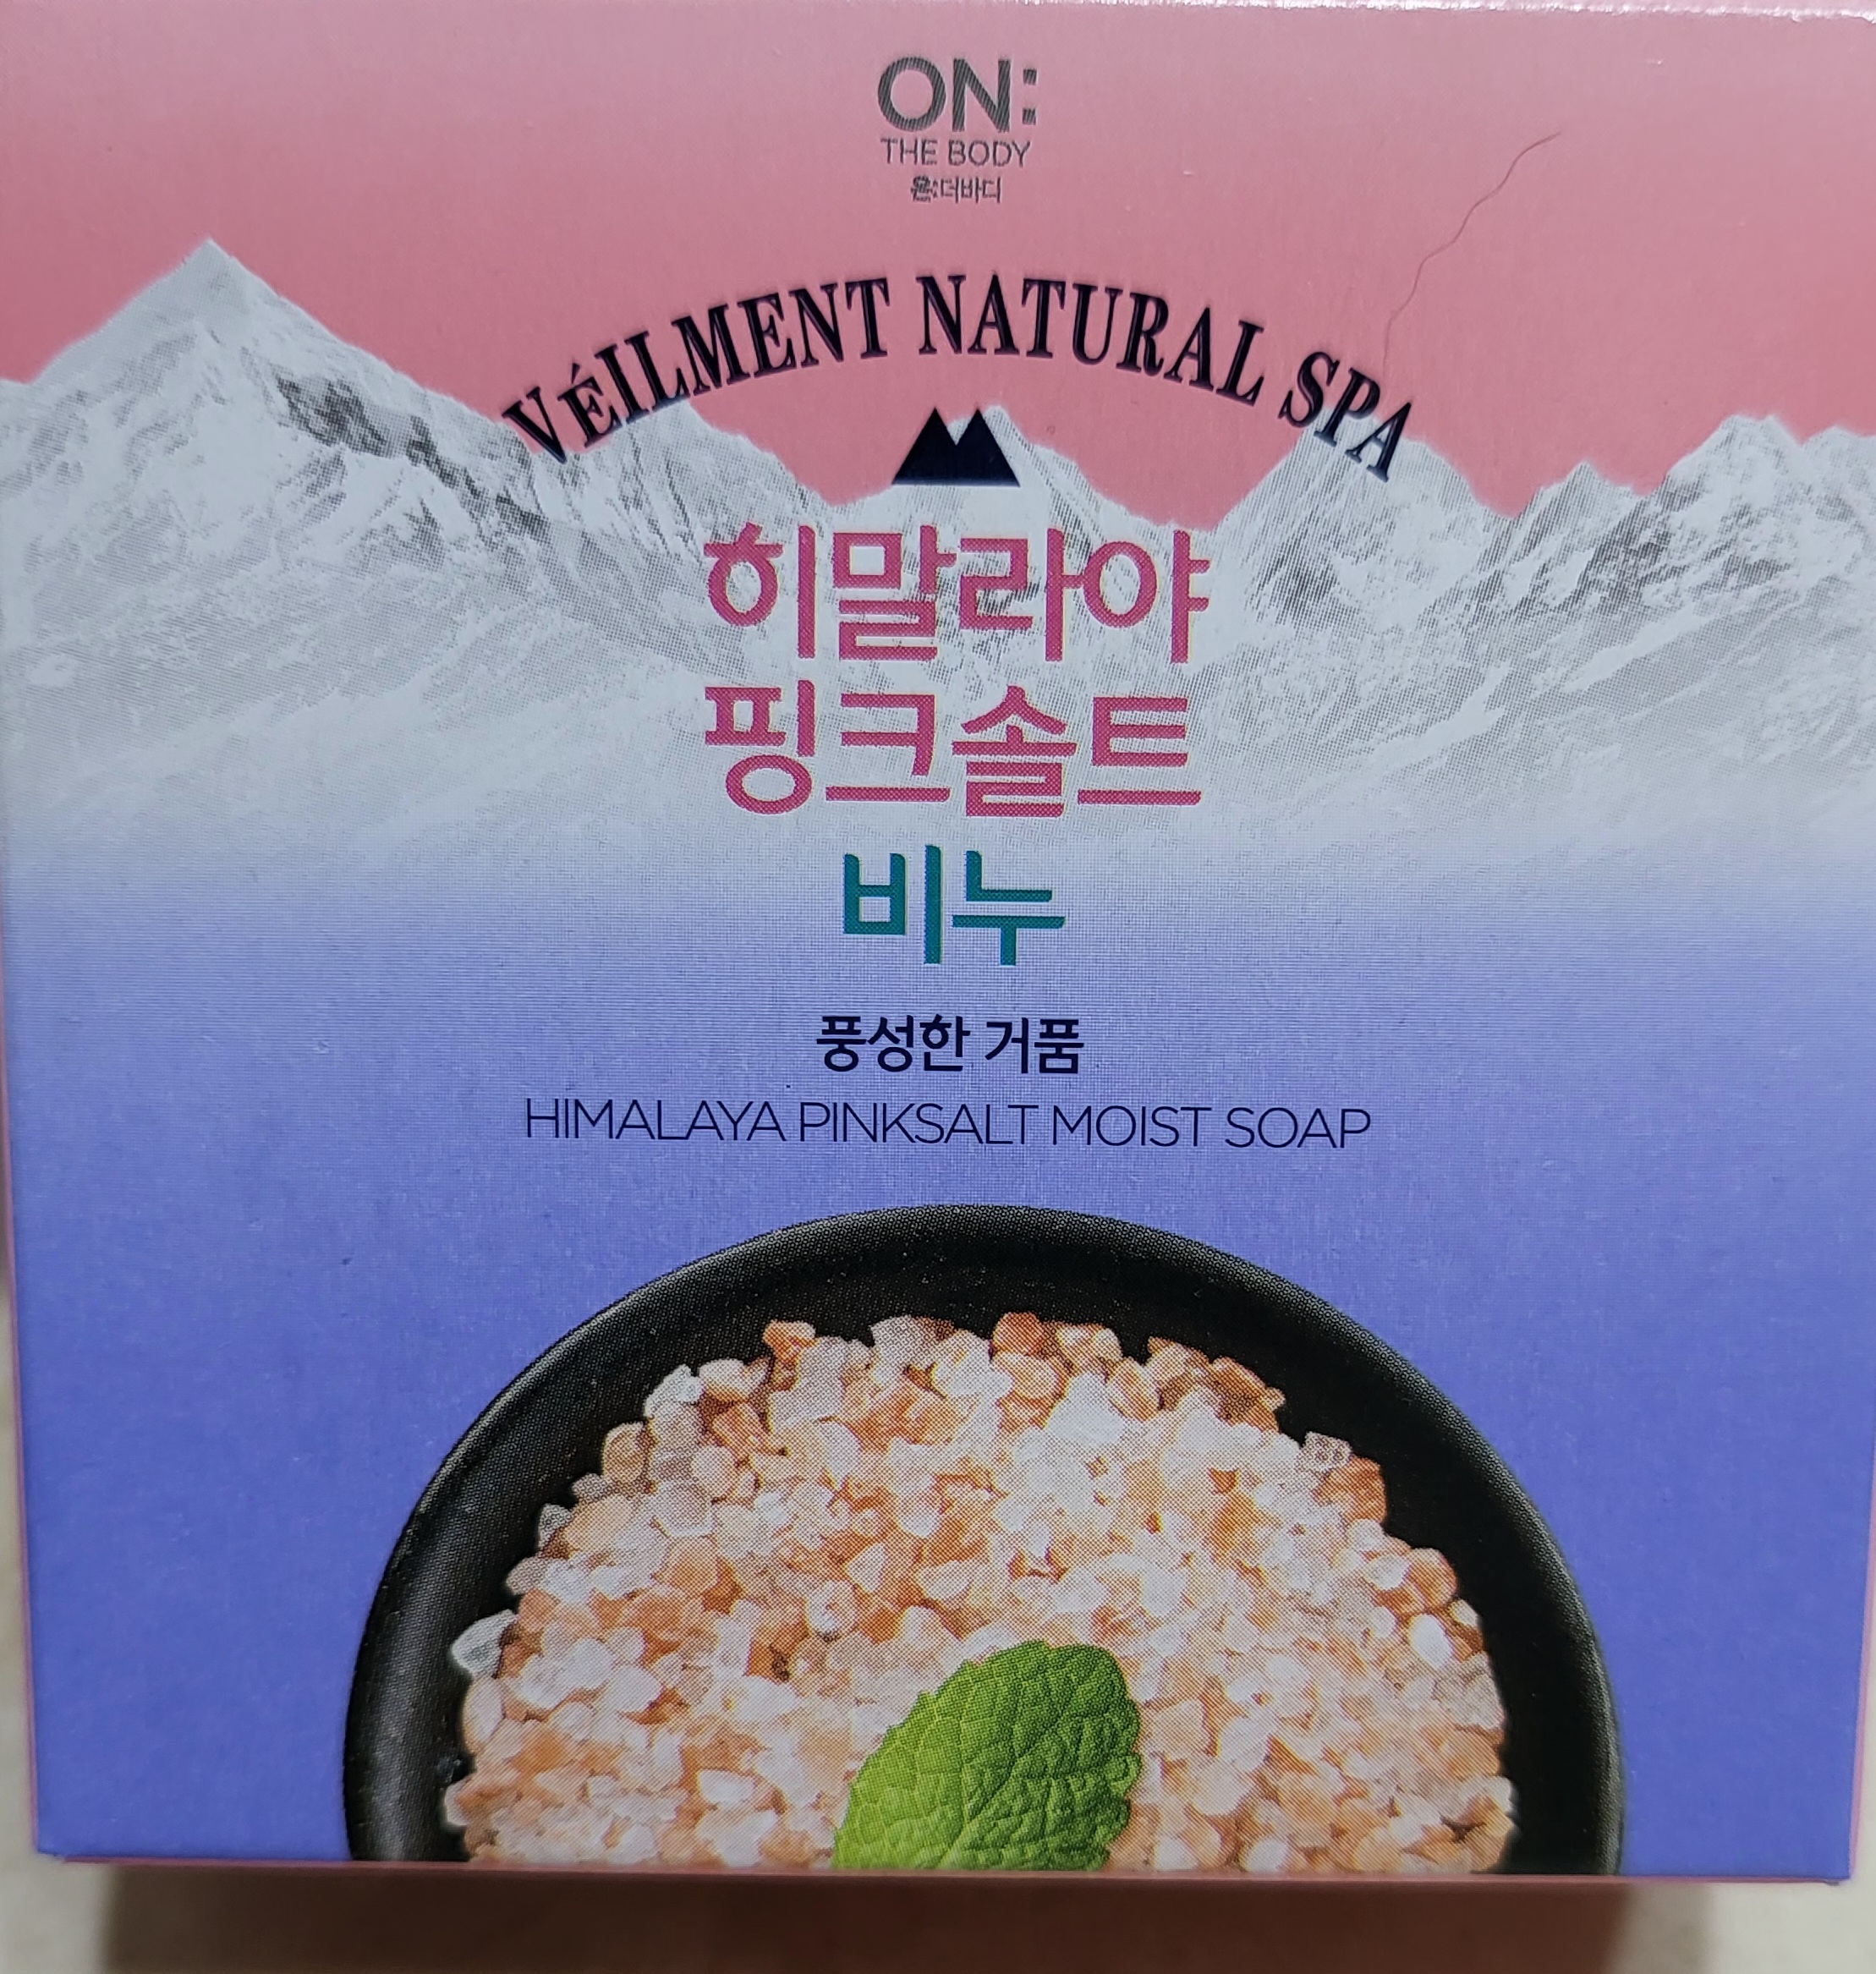 ON:
THE BODY
온:더바디
VÉILMENT NATURAL SPA
히말라야
핑크솔트
비누
풍성한 거품
HIMALAYA PINKSALT MOIST SOAP